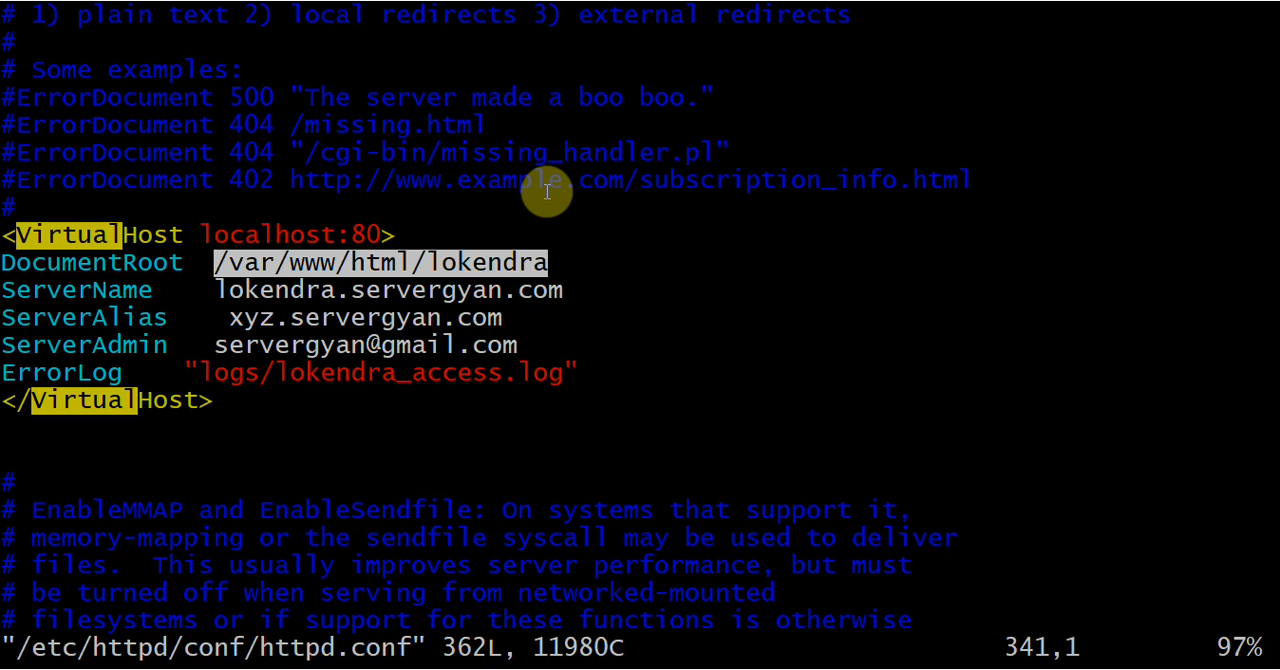 # 1) plain text 2) local redirects 3) external redirects
#
# Some examples:
#ErrorDocument 500 "The server made a boo boo."
#ErrorDocument 404 /missing.html
#ErrorDocument 404 "/cgi-bin/missing_handler.pl"
#ErrorDocument 402 http://www.example.com/subscription_info.html
#
<VirtualHost localhost:80>
DocumentRoot  /var/www/html/lokendra
ServerName    lokendra.servergyan.com
ServerAlias    xyz.servergyan.com
ServerAdmin   servergyan@gmail.com
ErrorLog    "logs/lokendra_access.log"
</VirtualHost>
#
# EnableMMAP and EnableSendfile: On systems that support it,
# memory-mapping or the sendfile syscall may be used to deliver
# files.  This usually improves server performance, but must
# be turned off when serving from networked-mounted
# filesystems or if support for these functions is otherwise
"/etc/httpd/conf/httpd.conf" 362L, 11980C 341,1 97%